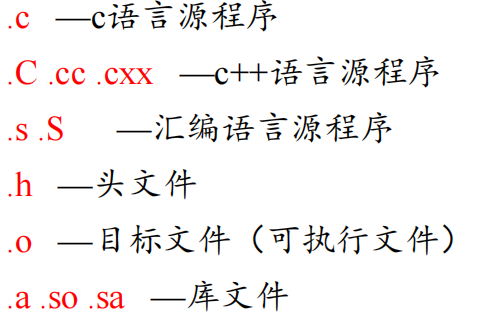 .c —c语言源程序
.C .cc .cxx —c++语言源程序
.s .S —汇编语言源程序
.h —头文件
.o —目标文件（可执行文件）
.a .so .sa —库文件